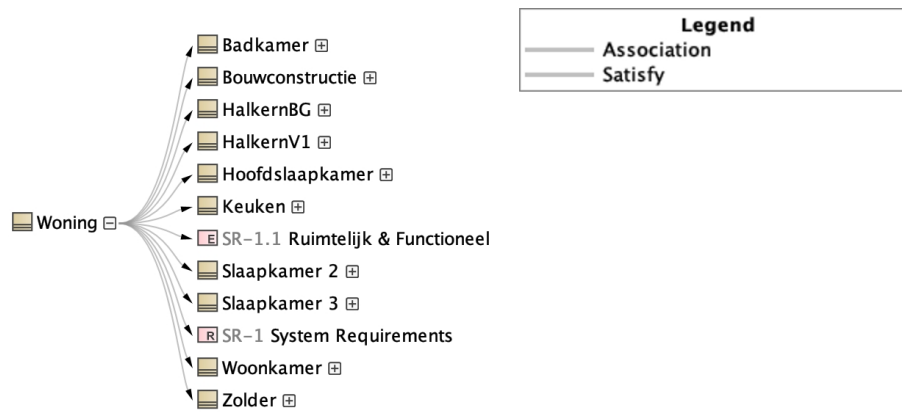 Legend
Association
Satisfy
Badkamer
Bouwconstructie
HalkernBG
HalkernV1
Hoofdslaapkamer
Woning
Keuken
E SR-1.1 Ruimtelijk & Functioneel
Slaapkamer 2
Slaapkamer 3
R SR-1 System Requirements
Woonkamer
Zolder